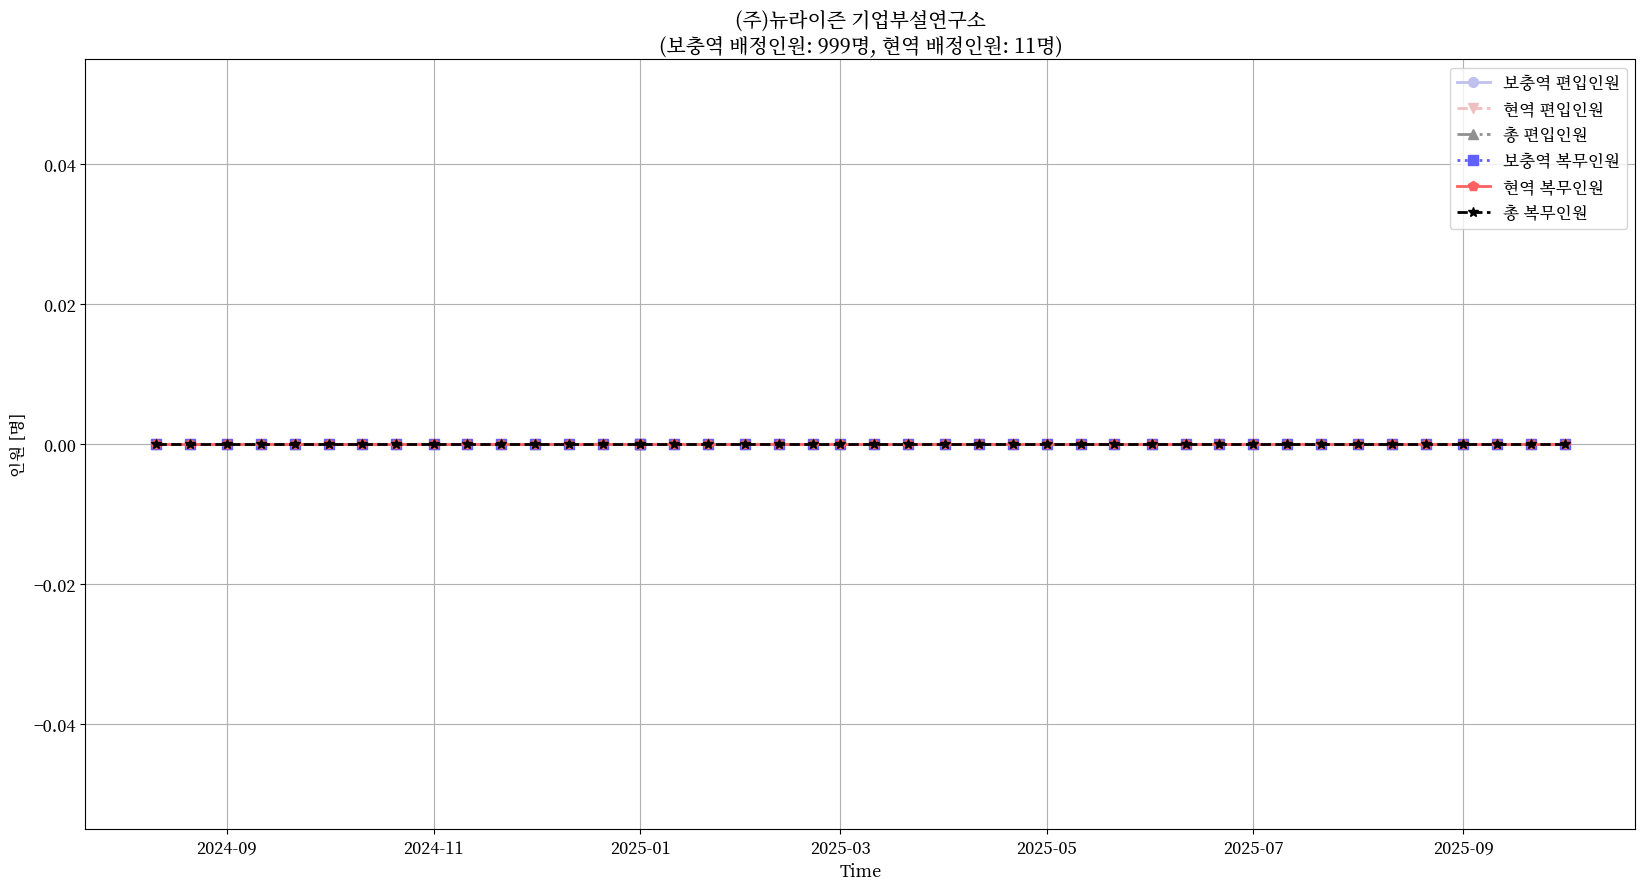 (주)뉴라이즌 기업부설연구소
(보충역 배정인원: 999명, 현역 배정인원: 11명)
보충역 편입인원
현역 편입인원
총 편입인원
보충역 복무인원
현역 복무인원
총 복무인원
인원 [명]
0.04
0.02
0.00
−0.02
−0.04
2024-09
2024-11
2025-01
2025-03
2025-05
2025-07
2025-09
Time